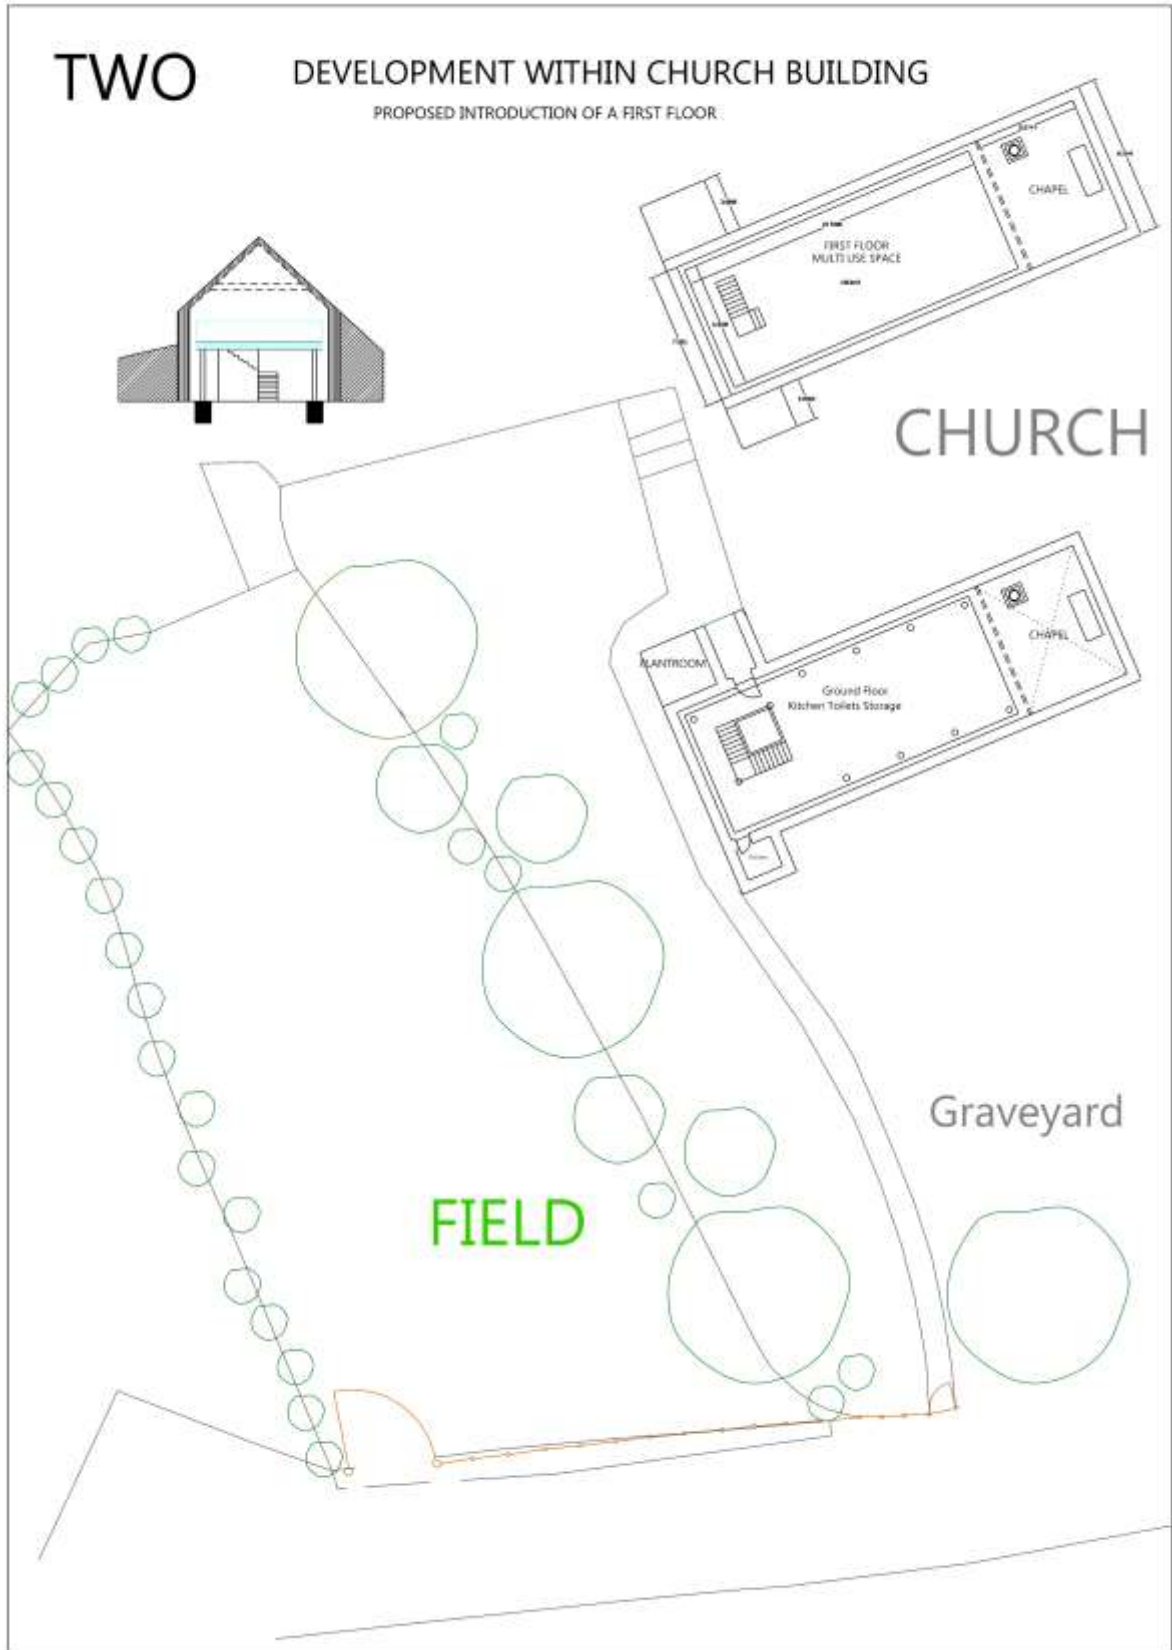 TWO
DEVELOPMENT WITHIN CHURCH BUILDING
PROPOSED INTRODUCTION OF A FIRST FLOOR
CHAPEL
FIRST FLOOR
MULTI USE SPACE
CHURCH
CHAPEL
PLANTROOM
Ground Floor
Kitchen Toilets Storage
Graveyard
FIELD